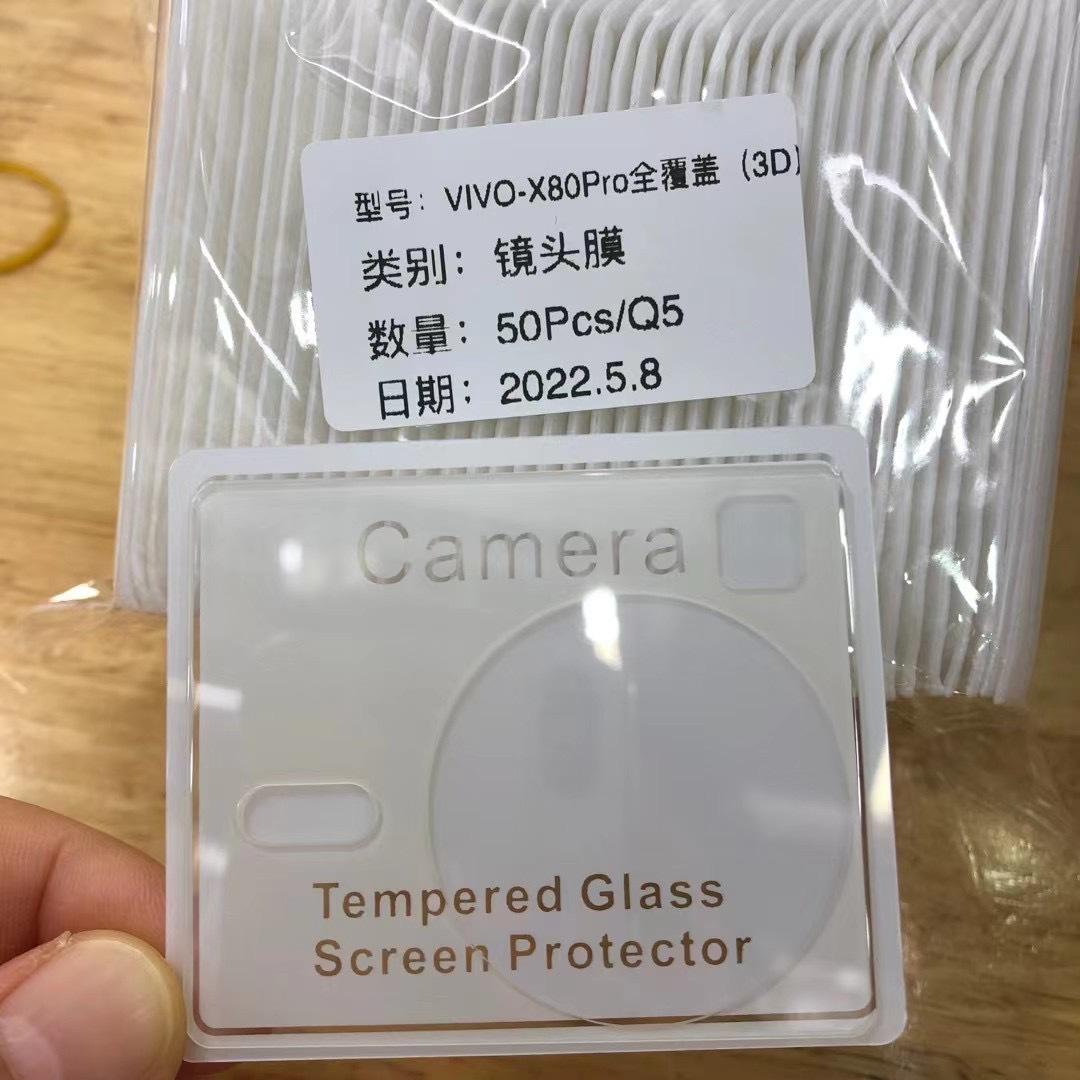 型号：VIVO-X80Pro全覆盖（3D）
类别：镜头膜
数量：50Pcs/Q5
日期：2022.5.8
Camera
Tempered Glass
Screen Protector